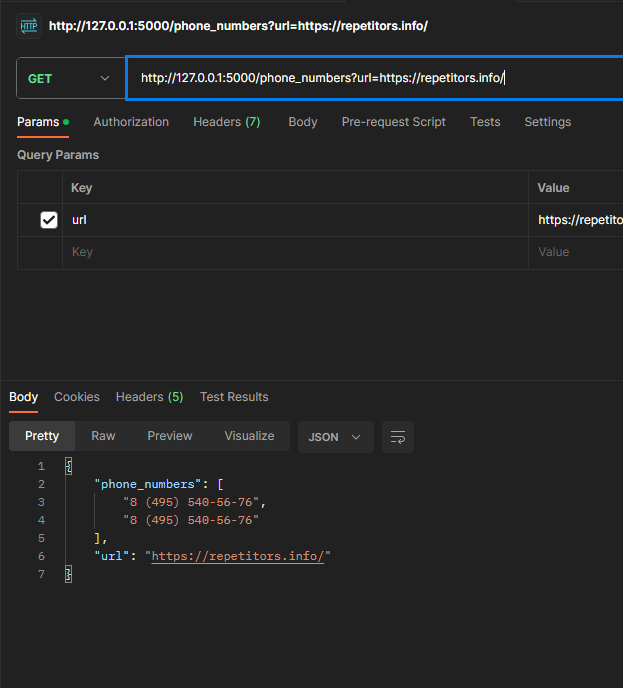 HTTP http://127.0.0.1:5000/phone_numbers?url=https://repetitors.info/
GET http://127.0.0.1:5000/phone_numbers?url=https://repetitors.info/
Params Authorization Headers (7) Body Pre-request Script Tests Settings
Query Params
Key Value
url https://repetito
Key Value
Body Cookies Headers (5) Test Results
Pretty Raw Preview Visualize JSON
1 {
2 "phone_numbers": [
3 "8 (495) 540-56-76",
4 "8 (495) 540-56-76"
5 ],
6 "url": "https://repetitors.info/"
7 }